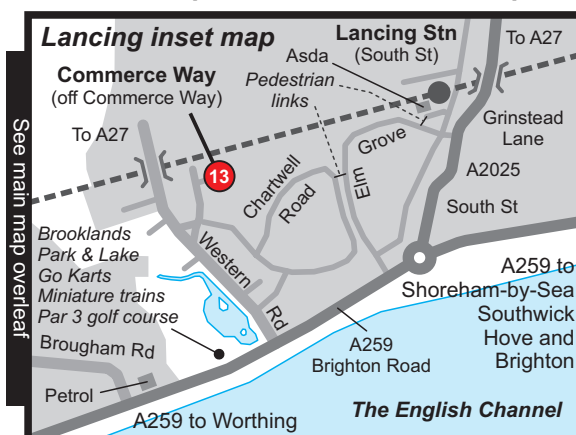 Lancing inset map
Lancing Stn
(South St)
To A27
Asda
Commerce Way
(off Commerce Way)
Pedestrian
links
To A27
Grinstead
Lane
See main map overleaf
13
Grove
Elm
Chartwell
Road
A2025
South St
Western
Rd
Brooklands
Park & Lake
Go Karts
Miniature trains
Par 3 golf course
A259 to
Shoreham-by-Sea
Southwick
Hove and
Brighton
Brougham Rd
A259
Brighton Road
Petrol
A259 to Worthing
The English Channel